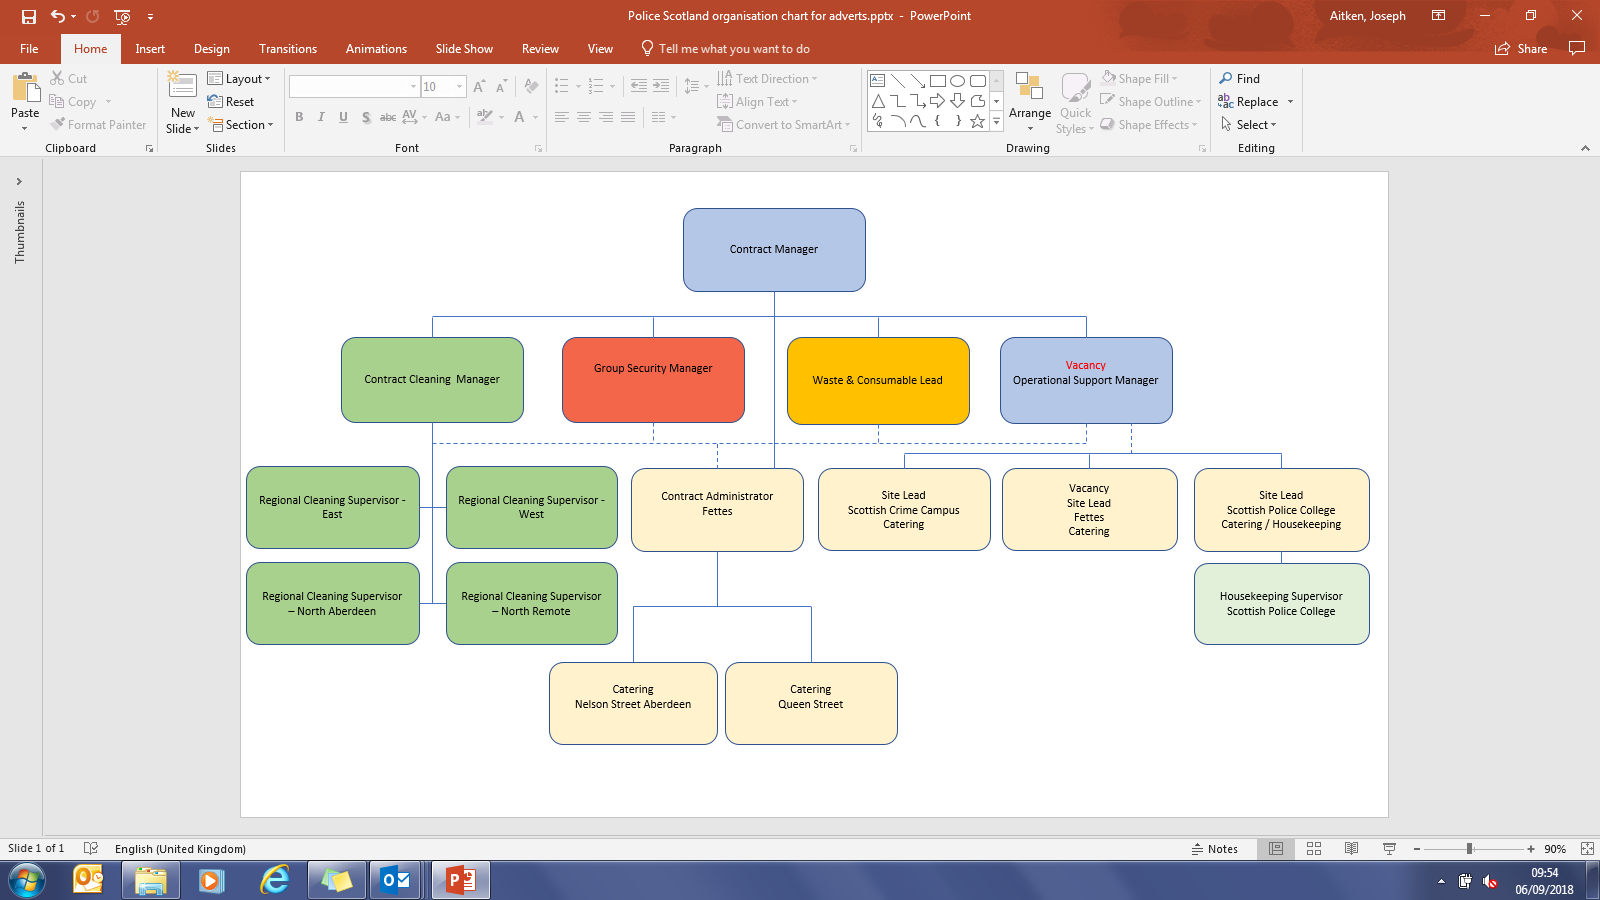 Police Scotland organisation chart for adverts.pptx - PowerPoint
Aitken, Joseph
File
Home
Insert
Design
Transitions
Animations
Slide Show
Review
View
Tell me what you want to do
Share
Paste
Cut
Copy
Format Painter
Clipboard
New
Slide
Layout
Reset
Section
Slides
10
B I U S abc AV Aa A
Font
Text Direction
Align Text
Convert to SmartArt
Paragraph
Arrange
Quick
Styles
Shape Fill
Shape Outline
Shape Effects
Drawing
Find
Replace
Select
Editing
Thumbnails
Contract Manager
Contract Cleaning Manager
Group Security Manager
Waste & Consumable Lead
Vacancy
Operational Support Manager
Regional Cleaning Supervisor -
East
Regional Cleaning Supervisor -
West
Contract Administrator
Fettes
Site Lead
Scottish Crime Campus
Catering
Vacancy
Site Lead
Fettes
Catering
Site Lead
Scottish Police College
Catering / Housekeeping
Regional Cleaning Supervisor
– North Aberdeen
Regional Cleaning Supervisor
– North Remote
Housekeeping Supervisor
Scottish Police College
Catering
Nelson Street Aberdeen
Catering
Queen Street
Slide 1 of 1
English (United Kingdom)
Notes
90%
09:54
06/09/2018